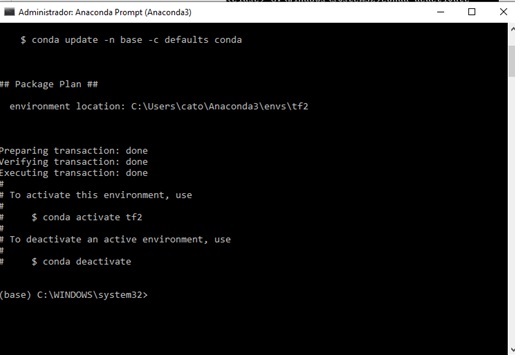 Administrador: Anaconda Prompt (Anaconda3)
$ conda update -n base -c defaults conda
## Package Plan ##
environment location: C:\Users\cato\Anaconda3\envs\tf2
Preparing transaction: done
Verifying transaction: done
Executing transaction: done
#
# To activate this environment, use
#
#     $ conda activate tf2
#
# To deactivate an active environment, use
#
#     $ conda deactivate
(base) C:\WINDOWS\system32>